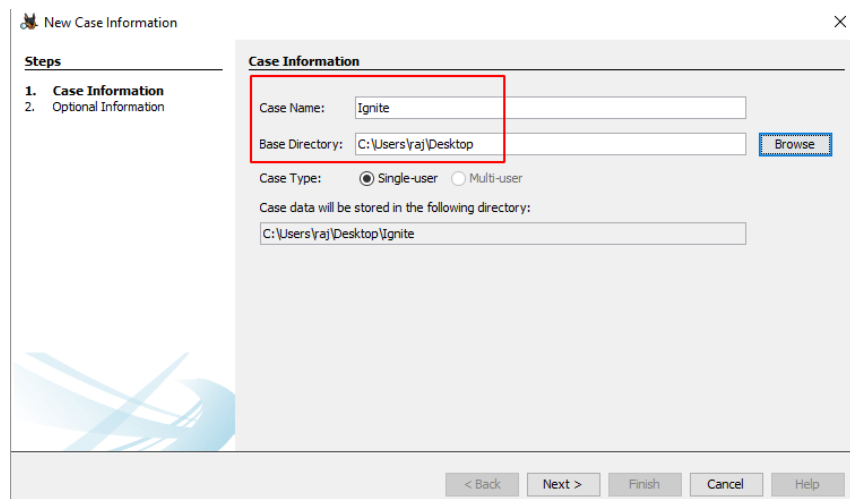 New Case Information
Steps
1. Case Information
2. Optional Information
Case Information
Case Name: Ignite
Base Directory: C:\Users\raj\Desktop Browse
Case Type: Single-user Multi-user
Case data will be stored in the following directory:
C:\Users\raj\Desktop\Ignite
< Back Next > Finish Cancel Help